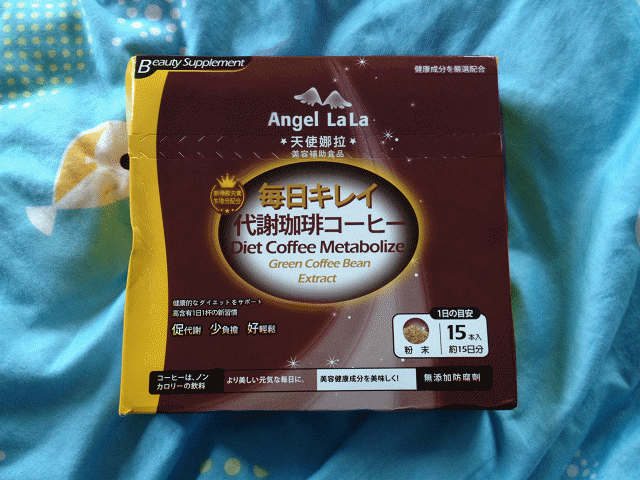 Beauty Supplement
健康成分を厳選配合
Angel LaLa
天使娜拉
美容補助食品
毎日キレイ
代謝珈琲コーヒー
Diet Coffee Metabolize
Green Coffee Bean
Extract
健康的なダイエットをサポート
高含有1日1杯の新習慣
促代謝 少負擔 好輕鬆
1日の目安
粉末
15本入
約15日分
コーヒーは、ノン
カロリーの飲料
より美しい元気な毎日に。
美容健康成分を美味しく!
無添加防腐劑